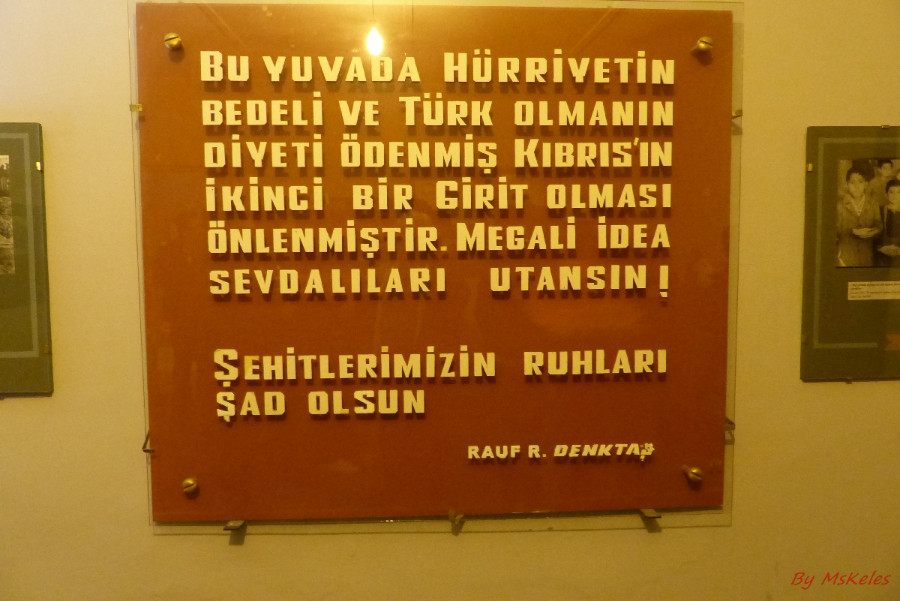 BU YUVADA HÜRRİYETİN
BEDELİ VE TÜRK OLMANIN
DİYETİ ÖDENMİŞ KIBRIS'IN
İKİNCİ BİR GİRİT OLMASI
ÖNLENMİŞTİR. MEGALİ İDEA
SEVDALILARI UTANSIN!
ŞEHİTLERİMİZİN RUHLARI
ŞAD OLSUN
RAUF R. DENKTAŞ
By MsKeles